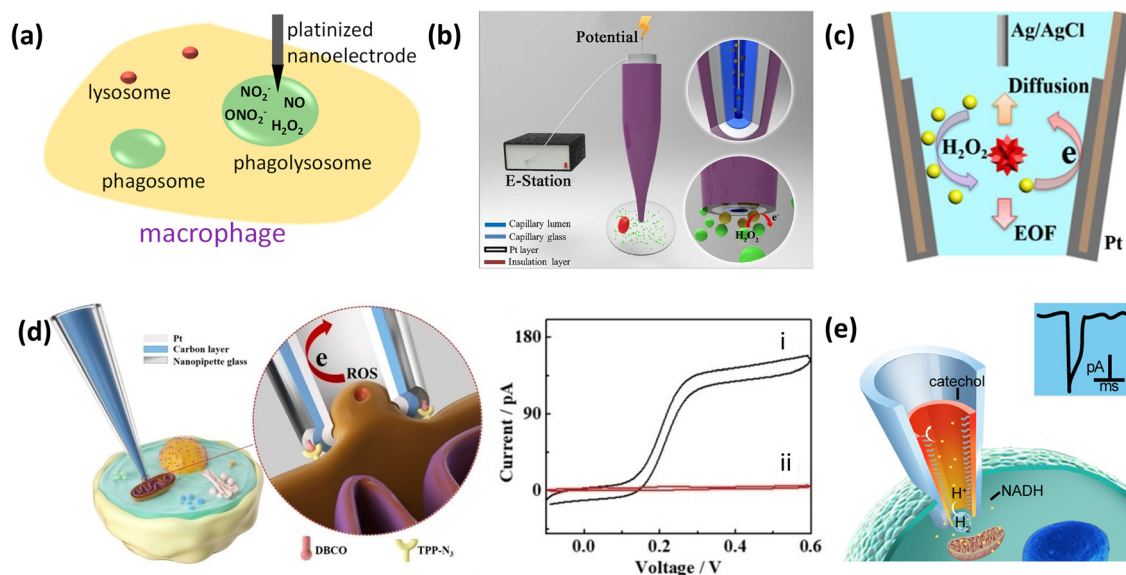 (a)
platinized
nanoelectrode
lysosome
NO₂⁻
NO
ONO₂⁻
H₂O₂
phagosome
phagolysosome
macrophage
(b)
Potential
E-Station
Capillary lumen
Capillary glass
Pt layer
Insulation layer
e⁻
H₂O₂
(c)
Ag/AgCl
Diffusion
H₂O₂
e
EOF
Pt
(d)
Pt
Carbon layer
Nanopipette glass
e
ROS
DBCO
TPP-N₃
180
90
0
Current / pA
i
ii
0.0 0.2 0.4 0.6
Voltage / V
(e)
pA
ms
catechol
H⁺
NADH
H₂